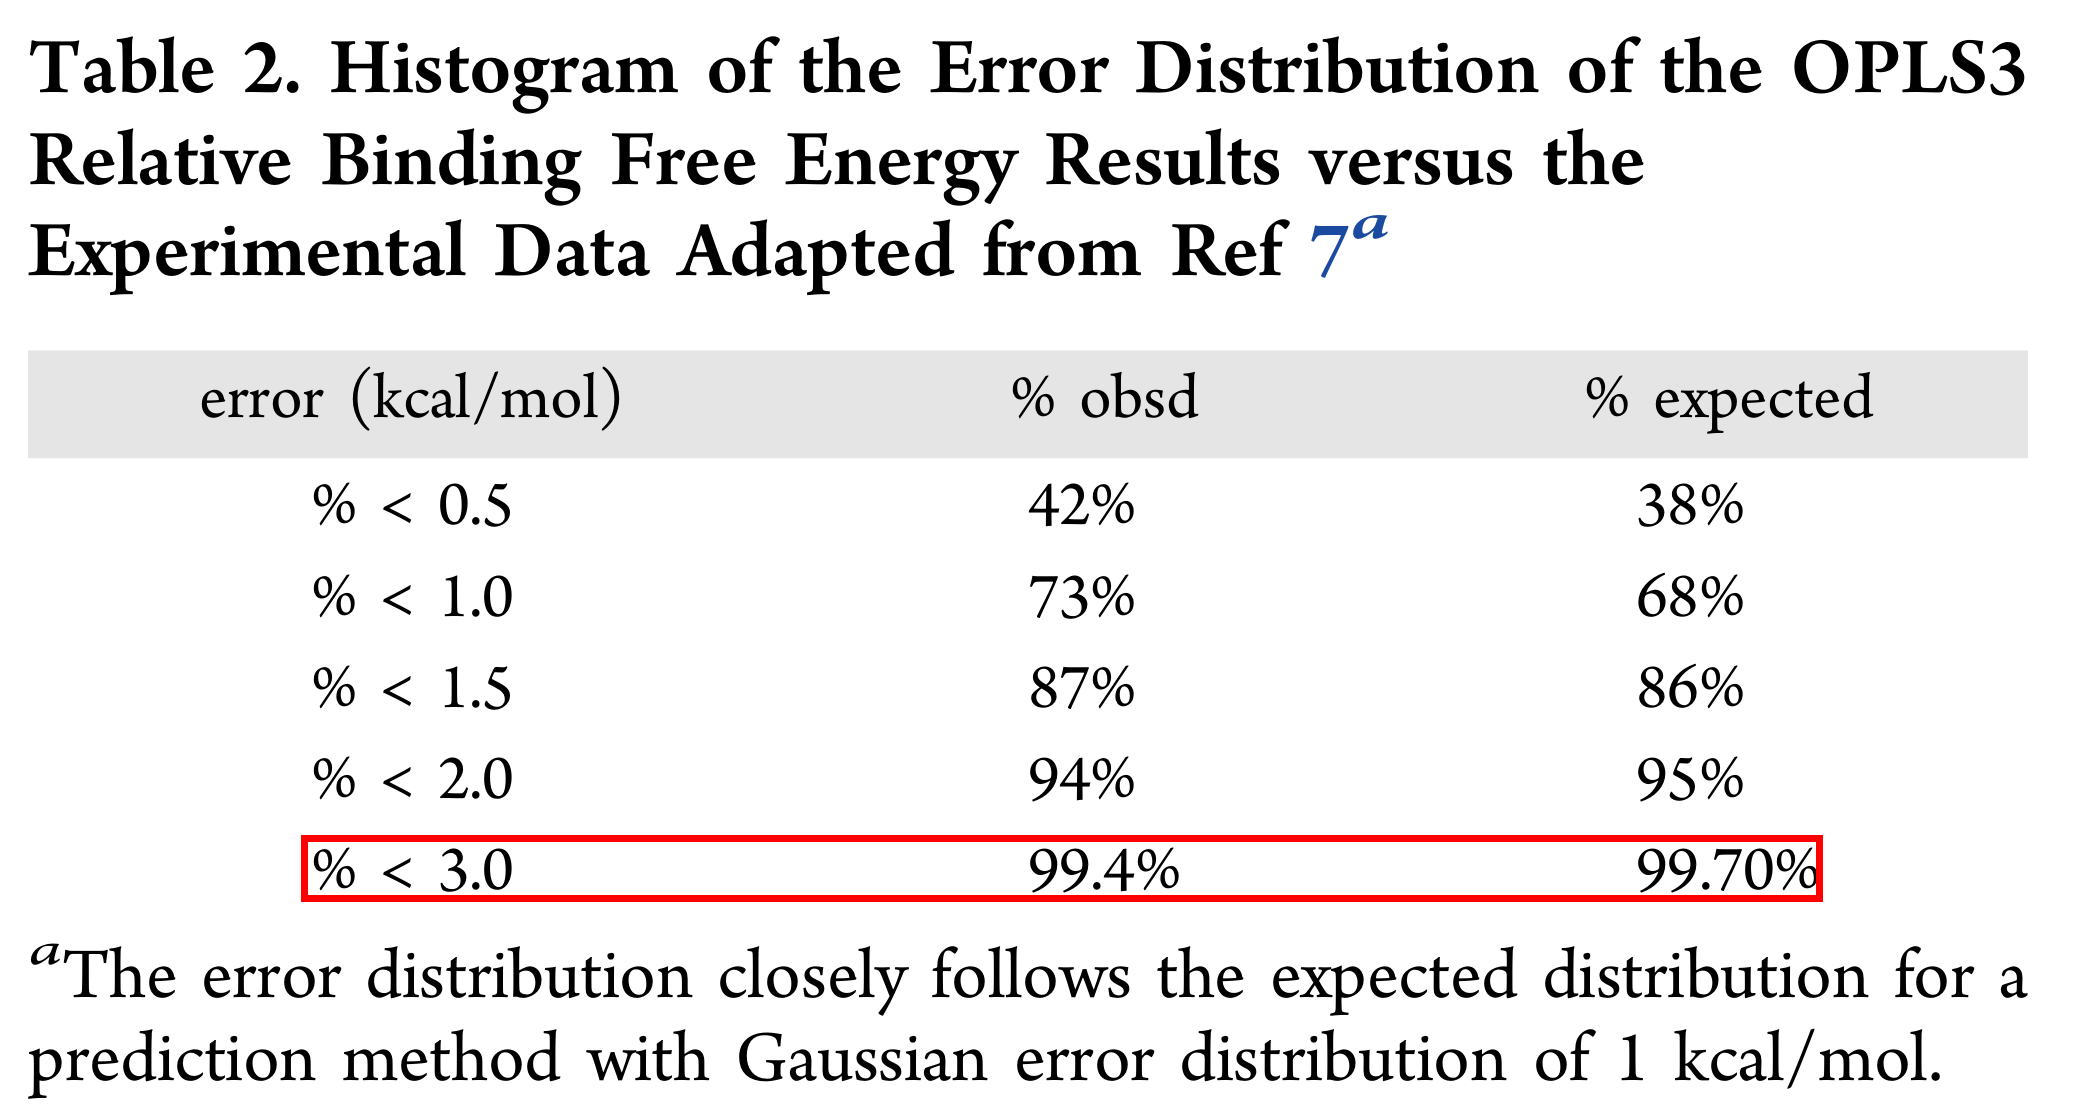 Table 2. Histogram of the Error Distribution of the OPLS3
Relative Binding Free Energy Results versus the
Experimental Data Adapted from Ref 7a
error (kcal/mol) % obsd % expected
% < 0.5 42% 38%
% < 1.0 73% 68%
% < 1.5 87% 86%
% < 2.0 94% 95%
% < 3.0 99.4% 99.70%
aThe error distribution closely follows the expected distribution for a
prediction method with Gaussian error distribution of 1 kcal/mol.